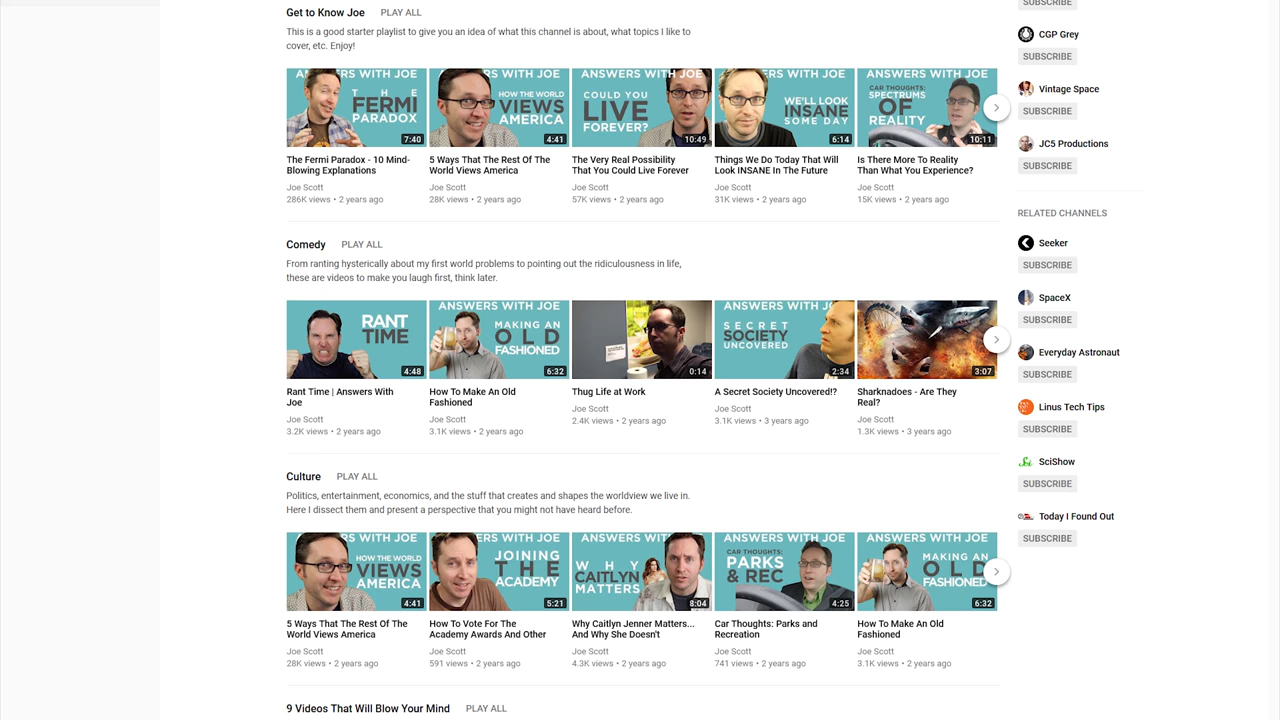 Get to Know Joe PLAY ALL
This is a good starter playlist to give you an idea of what this channel is about, what topics I like to
cover, etc. Enjoy!
ANSWERS WITH JOE
THE
FERMI
PARADOX
7:40
The Fermi Paradox - 10 Mind-
Blowing Explanations
Joe Scott
286K views • 2 years ago
RS WITH JOE
HOW THE WORLD
VIEWS
AMERICA
4:41
5 Ways That The Rest Of The
World Views America
Joe Scott
28K views • 2 years ago
ANSWERS WITH JOE
COULD YOU
LIVE
FOREVER?
10:49
The Very Real Possibility
That You Could Live Forever
Joe Scott
57K views • 2 years ago
RS WITH JOE
WE'LL LOOK
INSANE
SOME DAY
6:14
Things We Do Today That Will
Look INSANE In The Future
Joe Scott
31K views • 2 years ago
ANSWERS WITH JOE
CAR THOUGHTS:
SPECTRUMS
OF
REALITY
10:11
Is There More To Reality
Than What You Experience?
Joe Scott
15K views • 2 years ago
Comedy PLAY ALL
From ranting hysterically about my first world problems to pointing out the ridiculousness in life,
these are videos to make you laugh first, think later.
RANT
TIME
4:48
Rant Time | Answers With
Joe
Joe Scott
3.2K views • 2 years ago
ANSWERS WITH JOE
MAKING AN
OLD
FASHIONED
6:32
How To Make An Old
Fashioned
Joe Scott
3.1K views • 2 years ago
0:14
Thug Life at Work
Joe Scott
2.4K views • 2 years ago
ANSWERS WITH J
SECRET
SOCIETY
UNCOVERED
2:34
A Secret Society Uncovered!?
Joe Scott
3.1K views • 3 years ago
3:07
Sharknadoes - Are They
Real?
Joe Scott
1.3K views • 3 years ago
Culture PLAY ALL
Politics, entertainment, economics, and the stuff that creates and shapes the worldview we live in.
Here I dissect them and present a perspective that you might not have heard before.
RS WITH JOE
HOW THE WORLD
VIEWS
AMERICA
4:41
5 Ways That The Rest Of The
World Views America
Joe Scott
28K views • 2 years ago
ERS WITH JOE
JOINING
THE
ACADEMY
5:21
How To Vote For The
Academy Awards And Other
Joe Scott
591 views • 2 years ago
ANSWERS WIT JOE
WHY
CAITLYN
MATTERS
8:04
Why Caitlyn Jenner Matters...
And Why She Doesn't
Joe Scott
4.3K views • 2 years ago
ANSWERS WITH JOE
CAR THOUGHTS:
PARKS
& REC
4:25
Car Thoughts: Parks and
Recreation
Joe Scott
741 views • 2 years ago
ANSWERS WITH JOE
MAKING AN
OLD
FASHIONED
6:32
How To Make An Old
Fashioned
Joe Scott
3.1K views • 2 years ago
9 Videos That Will Blow Your Mind PLAY ALL
SUBSCRIBE
CGP Grey
SUBSCRIBE
Vintage Space
SUBSCRIBE
JC5 Productions
SUBSCRIBE
RELATED CHANNELS
Seeker
SUBSCRIBE
SpaceX
SUBSCRIBE
Everyday Astronaut
SUBSCRIBE
Linus Tech Tips
SUBSCRIBE
SciShow
SUBSCRIBE
Today I Found Out
SUBSCRIBE